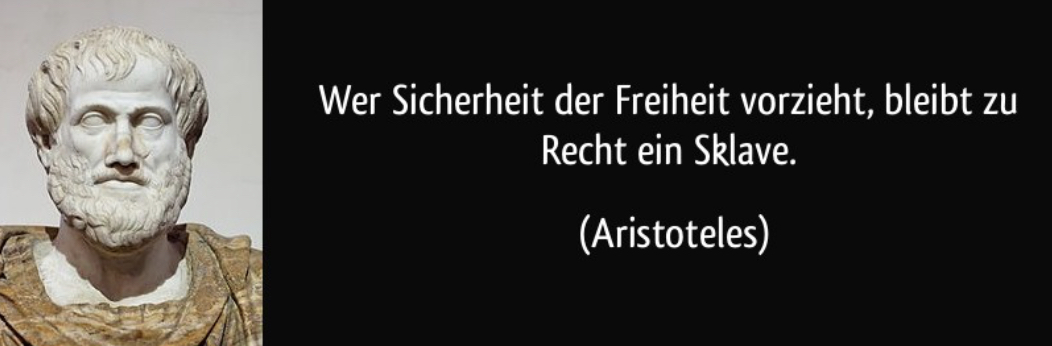 Wer Sicherheit der Freiheit vorzieht, bleibt zu
Recht ein Sklave.
(Aristoteles)